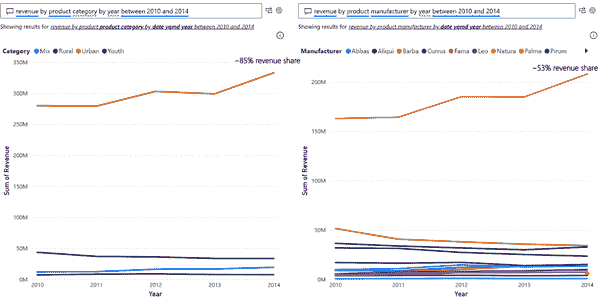 revenue by product category by year between 2010 and 2014
Showing results for revenue by product category by date yqmd year between 2010 and 2014
Category Mix Rural Urban Youth
~85% revenue share
350M
300M
250M
200M
150M
100M
50M
0M
Sum of Revenue
2010 2011 2012 2013 2014
Year
revenue by product manufacturer by year between 2010 and 2014
Showing results for revenue by product manufacturer by date yqmd year between 2010 and 2014
Manufacturer Abbas Aliqui Barba Currus Fama Leo Natura Palma Pirum
~53% revenue share
200M
150M
100M
50M
0M
Sum of Revenue
2010 2011 2012 2013 2014
Year